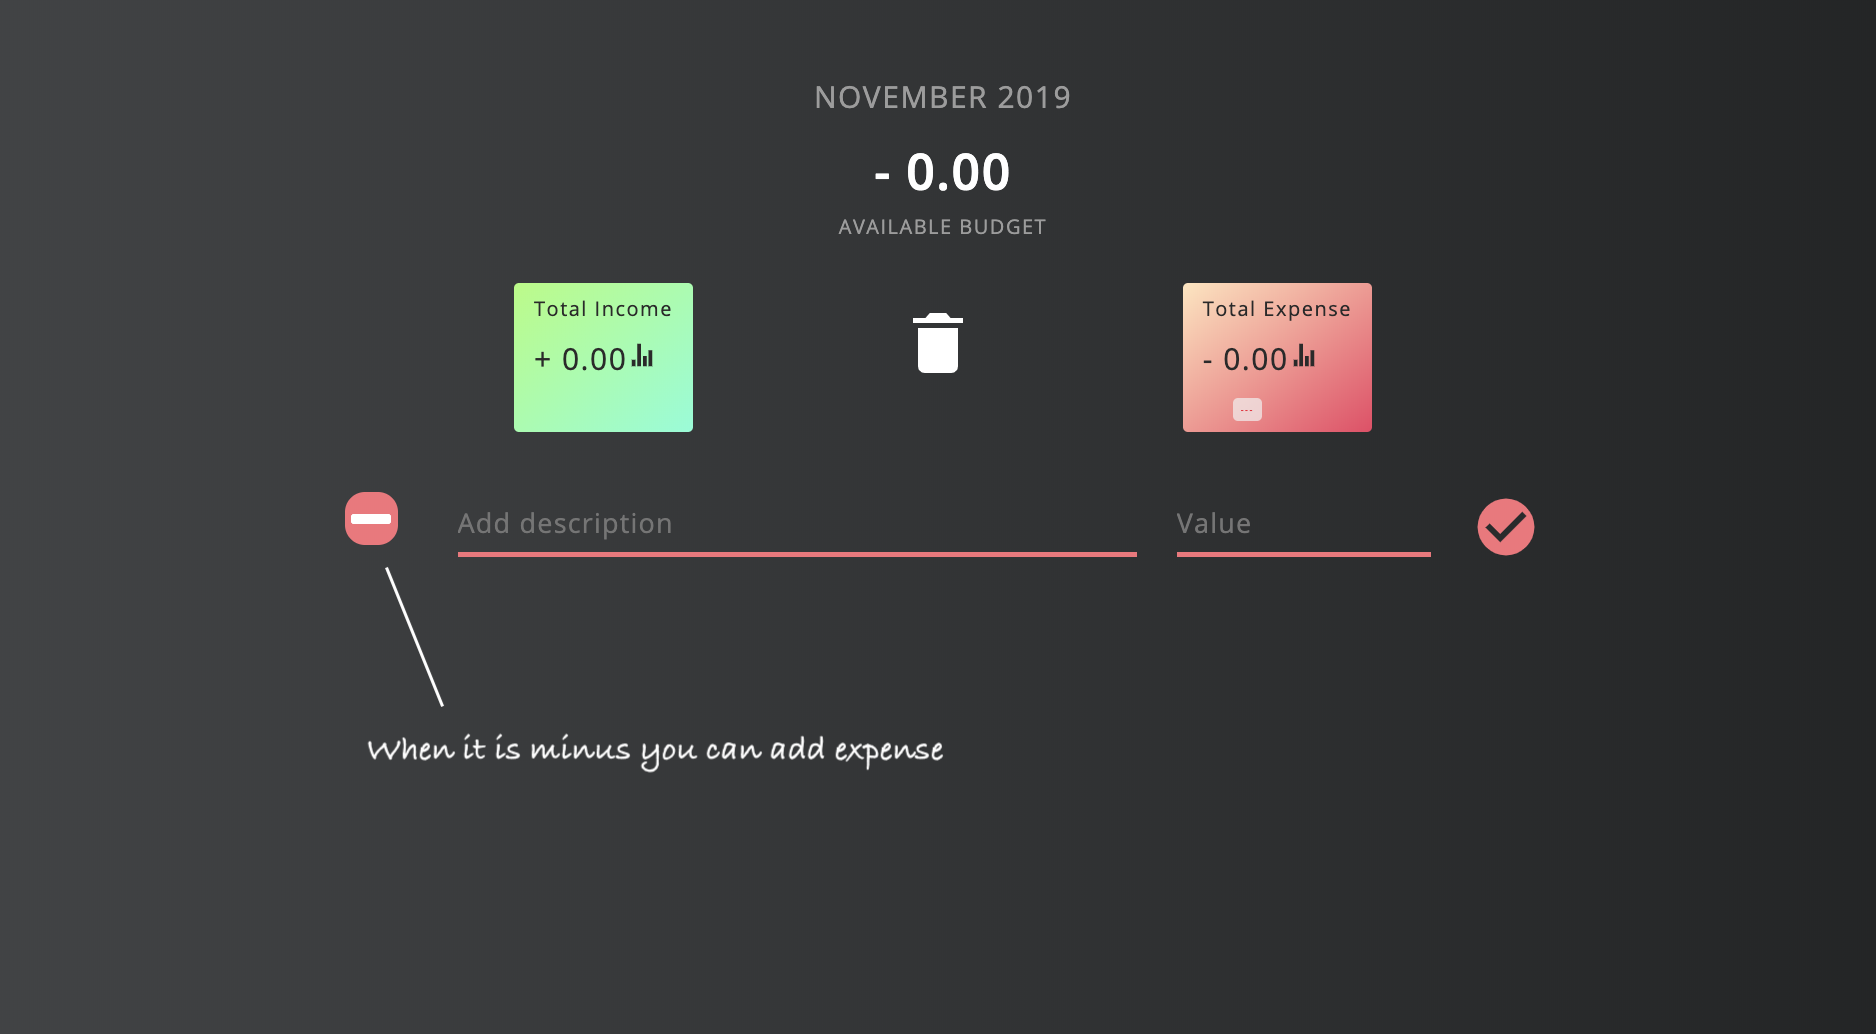 NOVEMBER 2019
- 0.00
AVAILABLE BUDGET
Total Income
+ 0.00
Total Expense
- 0.00
---
Add description
Value
When it is minus you can add expense